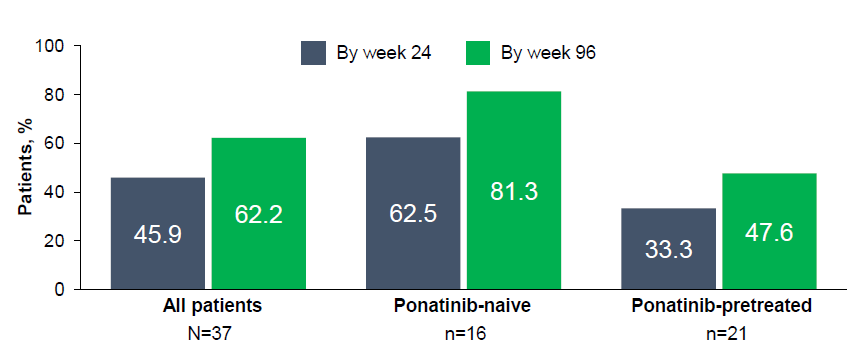 By week 24 By week 96
Patients, %
100
80
60
40
20
0
45.9 62.2 62.5 81.3 33.3 47.6
All patients Ponatinib-naive Ponatinib-pretreated
N=37 n=16 n=21